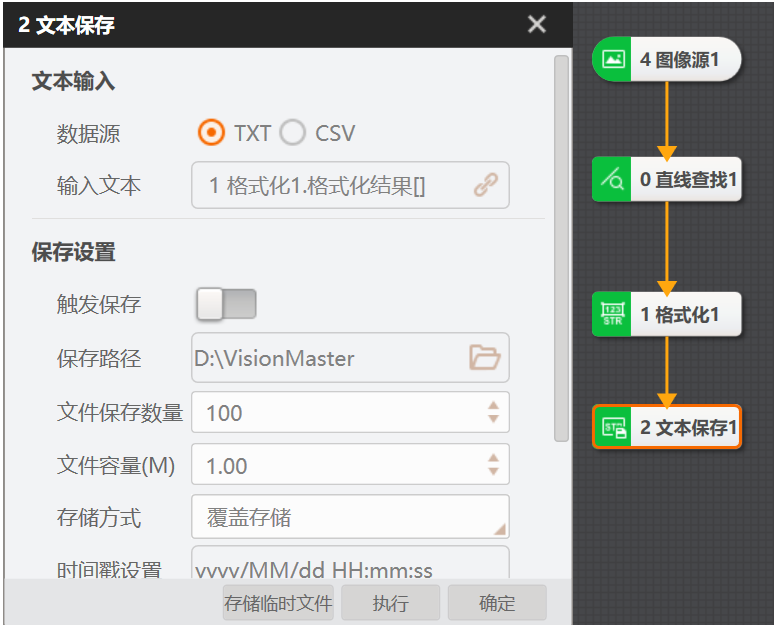 2 文本保存
文本输入
数据源 TXT CSV
输入文本 1 格式化1.格式化结果[]
保存设置
触发保存
保存路径 D:\VisionMaster
文件保存数量 100
文件容量(M) 1.00
存储方式 覆盖存储
时间戳设置 yyyy/MM/dd HH:mm:ss
存储临时文件 执行 确定
4 图像源1
0 直线查找1
123
STR
1 格式化1
STR
2 文本保存1